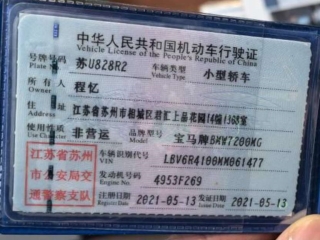 中华人民共和国机动车行驶证
Vehicle License of the People's Republic of China
号牌号码 苏U828R2 车辆类型 小型轿车
Plate No. Vehicle Type
所有人 程忆
Owner
住址 江苏省苏州市相城区君汇上品花园14幢1368室
Address
使用性质 非营运 品牌型号 宝马牌BMW7200MG
Use Character Model
江苏省苏州市公安局交通警察支队
车辆识别代号 LBV6R4100MM061477
VIN
发动机号码 4953F269
Engine No.
注册日期 2021-05-13 发证日期 2021-05-13
Register Date Issue Date